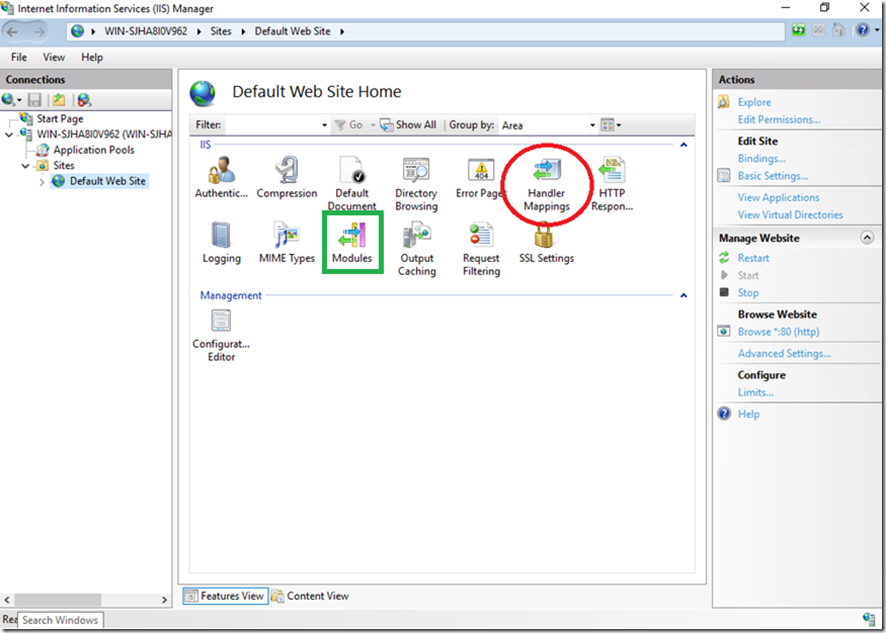 Internet Information Services (IIS) Manager
WIN-SJHA8I0V962 Sites Default Web Site
File View Help
Connections
Start Page
WIN-SJHA8I0V962 (WIN-SJHA
Application Pools
Sites
Default Web Site
Default Web Site Home
Filter: Go Show All Group by: Area
IIS
Authentic... Compression Default Document Directory Browsing Error Page Handler Mappings HTTP Respon...
Logging MIME Types Modules Output Caching Request Filtering SSL Settings
Management
Configurat... Editor
Features View Content View
Actions
Explore
Edit Permissions...
Edit Site
Bindings...
Basic Settings...
View Applications
View Virtual Directories
Manage Website
Restart
Start
Stop
Browse Website
Browse *:80 (http)
Advanced Settings...
Configure
Limits...
Help
Rea Search Windows